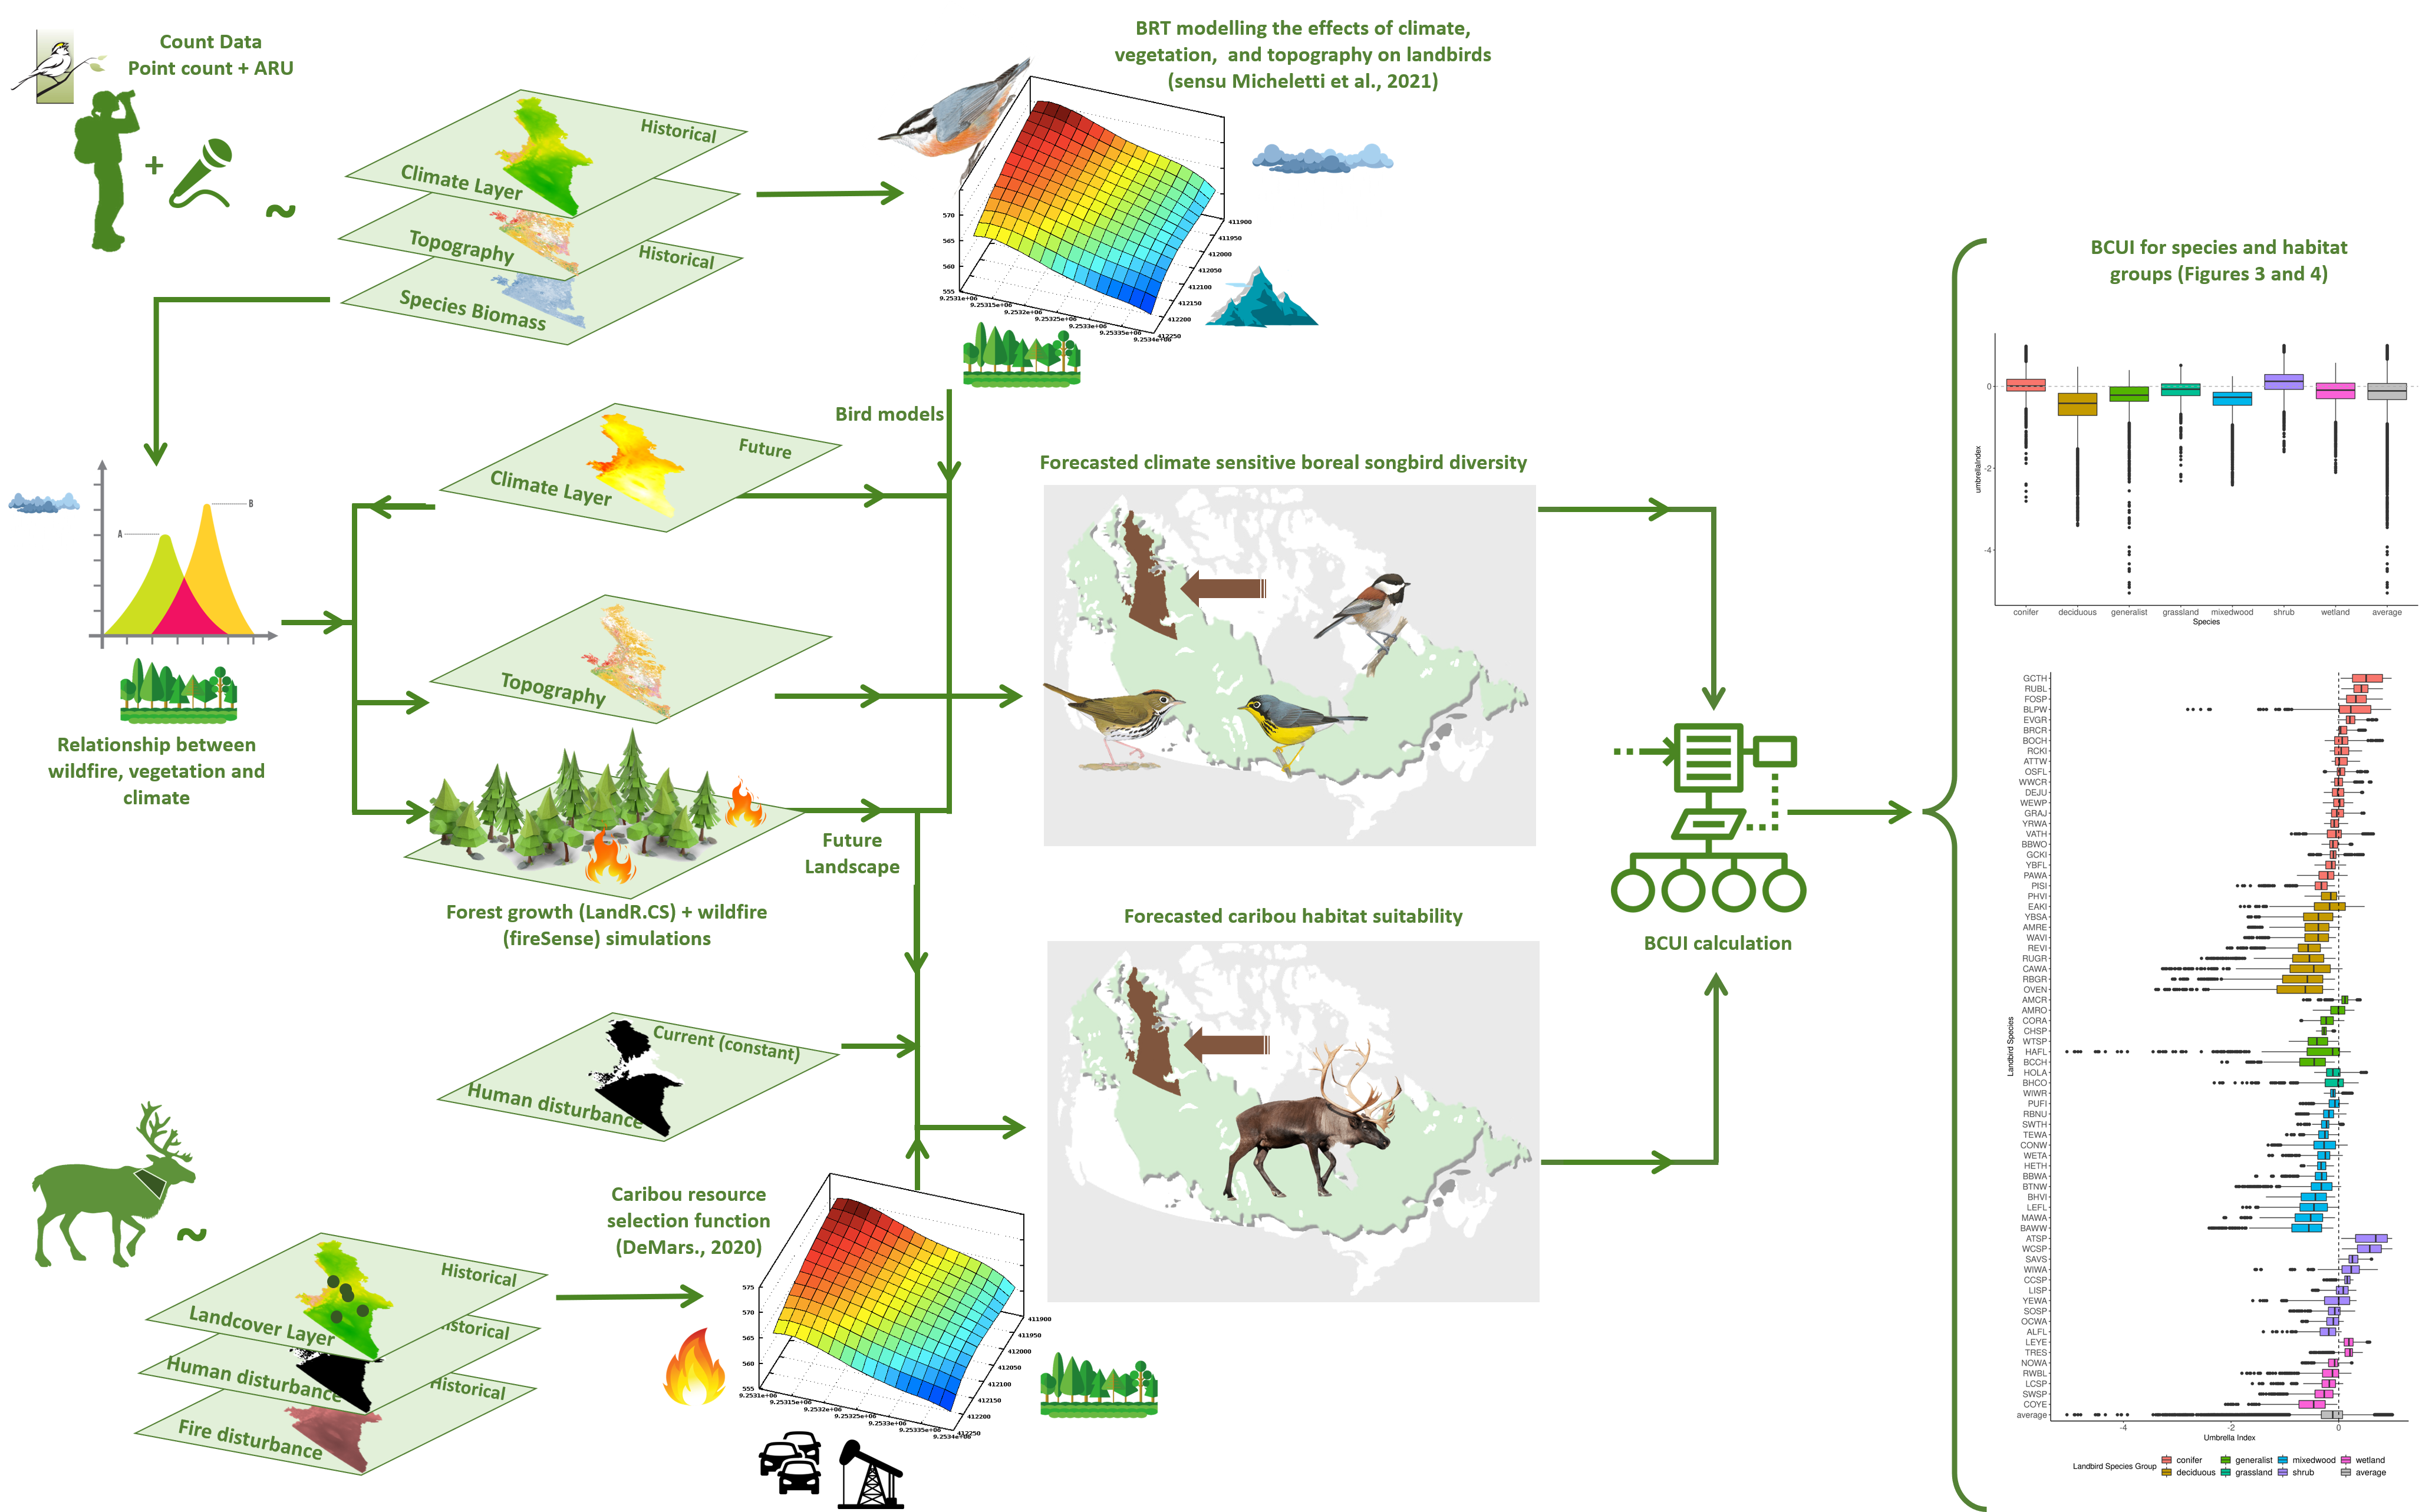 Count Data
Point count + ARU
+
~
Historical
Climate Layer
Topography
Historical
Species Biomass
BRT modelling the effects of climate,
vegetation, and topography on landbirds
(sensu Micheletti et al., 2021)
570
565
560
555
9.2531e+06
9.25315e+06
9.2532e+06
9.25325e+06
9.2533e+06
9.25335e+06
9.2534e+06
411900
411950
412000
412050
412100
412150
412200
412250
Bird models
A
B
Relationship between
wildfire, vegetation and
climate
Future
Climate Layer
Topography
Future
Landscape
Forest growth (LandR.CS) + wildfire
(fireSense) simulations
Forecasted climate sensitive boreal songbird diversity
Forecasted caribou habitat suitability
Current (constant)
Human disturbance
~
Historical
Landcover Layer
Historical
Human disturbance
Historical
Fire disturbance
Caribou resource
selection function
(DeMars., 2020)
575
570
565
560
555
9.2531e+06
9.25315e+06
9.2532e+06
9.25325e+06
9.2533e+06
9.25335e+06
9.2534e+06
411900
411950
412000
412050
412100
412150
412200
412250
BCUI calculation
BCUI for species and habitat
groups (Figures 3 and 4)
umbrellaIndex
0
-2
-4
conifer deciduous generalist grassland mixedwood shrub wetland average
Species
Landbird Species
GCTH
RUBL
FOSP
BLPW
EVGR
BRCR
BOCH
RCKI
ATTW
OSFL
WWCR
DEJU
WEWP
GRAJ
YRWA
VATH
BBWO
GCKI
YBFL
PAWA
PISI
PHVI
EAKI
YBSA
AMRE
WAVI
REVI
RUGR
CAWA
RBGR
OVEN
AMCR
AMRO
CORA
CHSP
WTSP
HAFL
BCCH
HOLA
BHCO
WIWR
PUFI
RBNU
SWTH
TEWA
CONW
WETA
HETH
BBWA
BTNW
BHVI
LEFL
MAWA
BAWW
ATSP
WCSP
SAVS
WIWA
CCSP
LISP
YEWA
SOSP
OCWA
ALFL
LEYE
TRES
NOWA
RWBL
LCSP
SWSP
COYE
average
-4 -2 0
Umbrella Index
Landbird Species Group
conifer generalist mixedwood wetland
deciduous grassland shrub average